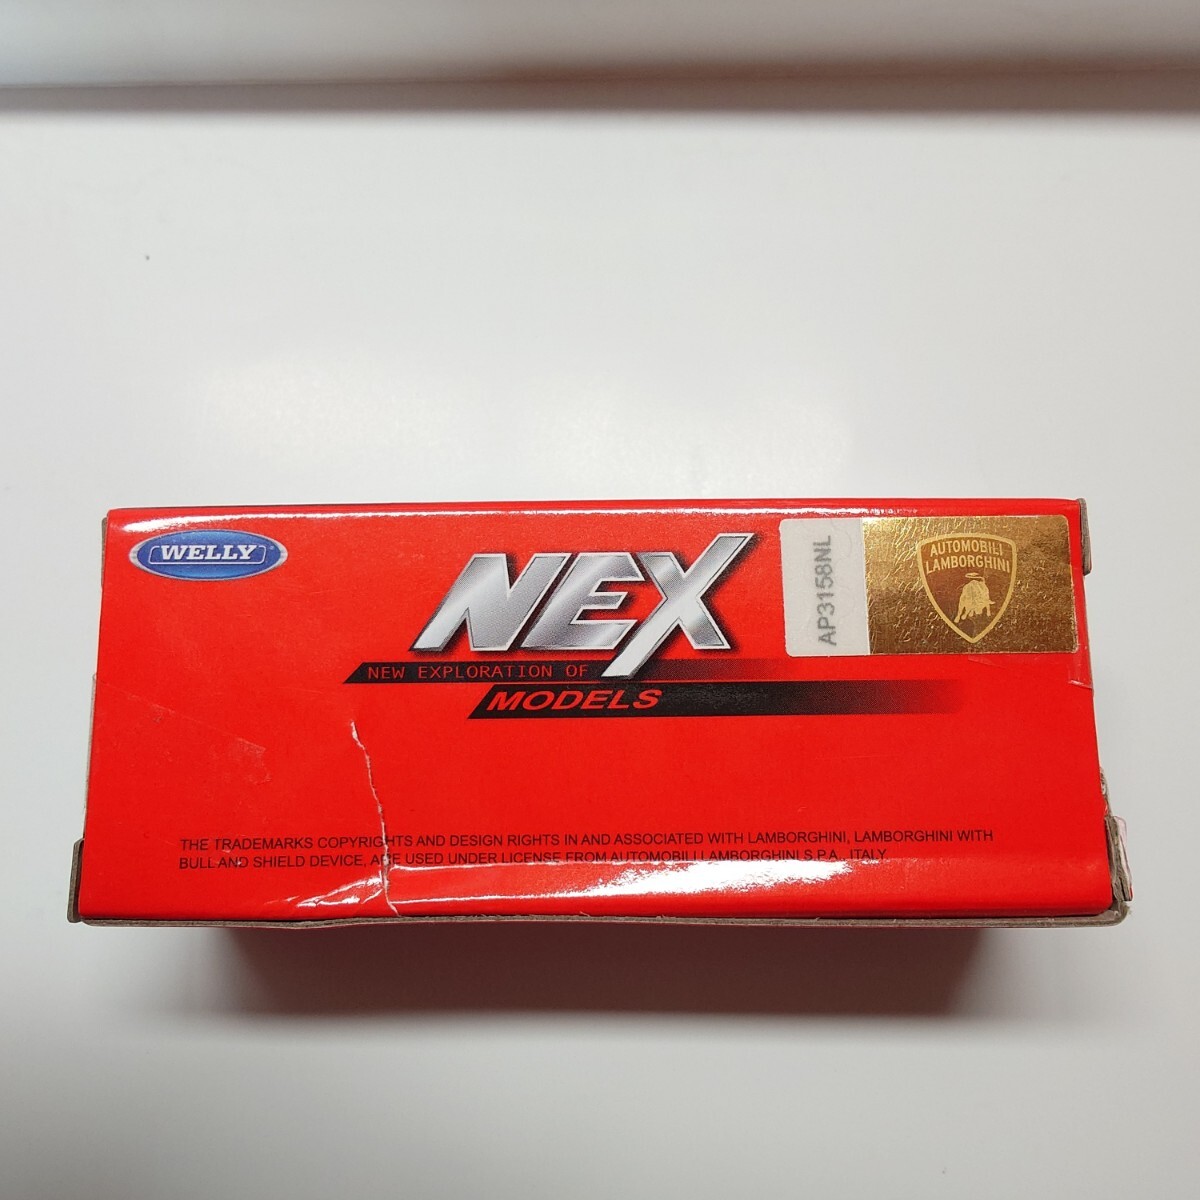 WELLY
NEX
NEW EXPLORATION OF
MODELS
AP3158NL
AUTOMOBILI
LAMBORGHINI
THE TRADEMARKS COPYRIGHTS AND DESIGN RIGHTS IN AND ASSOCIATED WITH LAMBORGHINI, LAMBORGHINI WITH
BULL AND SHIELD DEVICE, ARE USED UNDER LICENSE FROM AUTOMOBILI LAMBORGHINI S.P.A., ITALY.